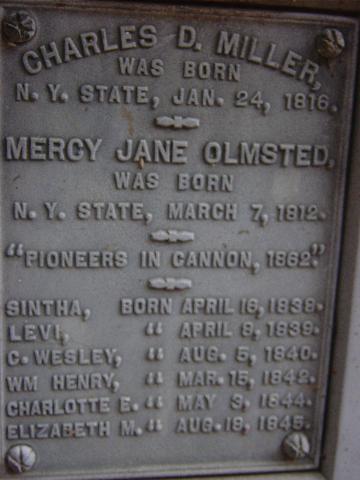 CHARLES D. MILLER,
WAS BORN
N. Y. STATE, JAN. 24, 1816.
MERCY JANE OLMSTED,
WAS BORN
N. Y. STATE, MARCH 7, 1812.
"PIONEERS IN CANNON, 1862."
SINTHA, BORN APRIL 16, 1838.
LEVI, " APRIL 9, 1839.
C. WESLEY, " AUG. 5, 1840.
WM HENRY, " MAR. 15, 1842.
CHARLOTTE E. " MAY 3, 1844.
ELIZABETH M. " AUG. 18, 1845.